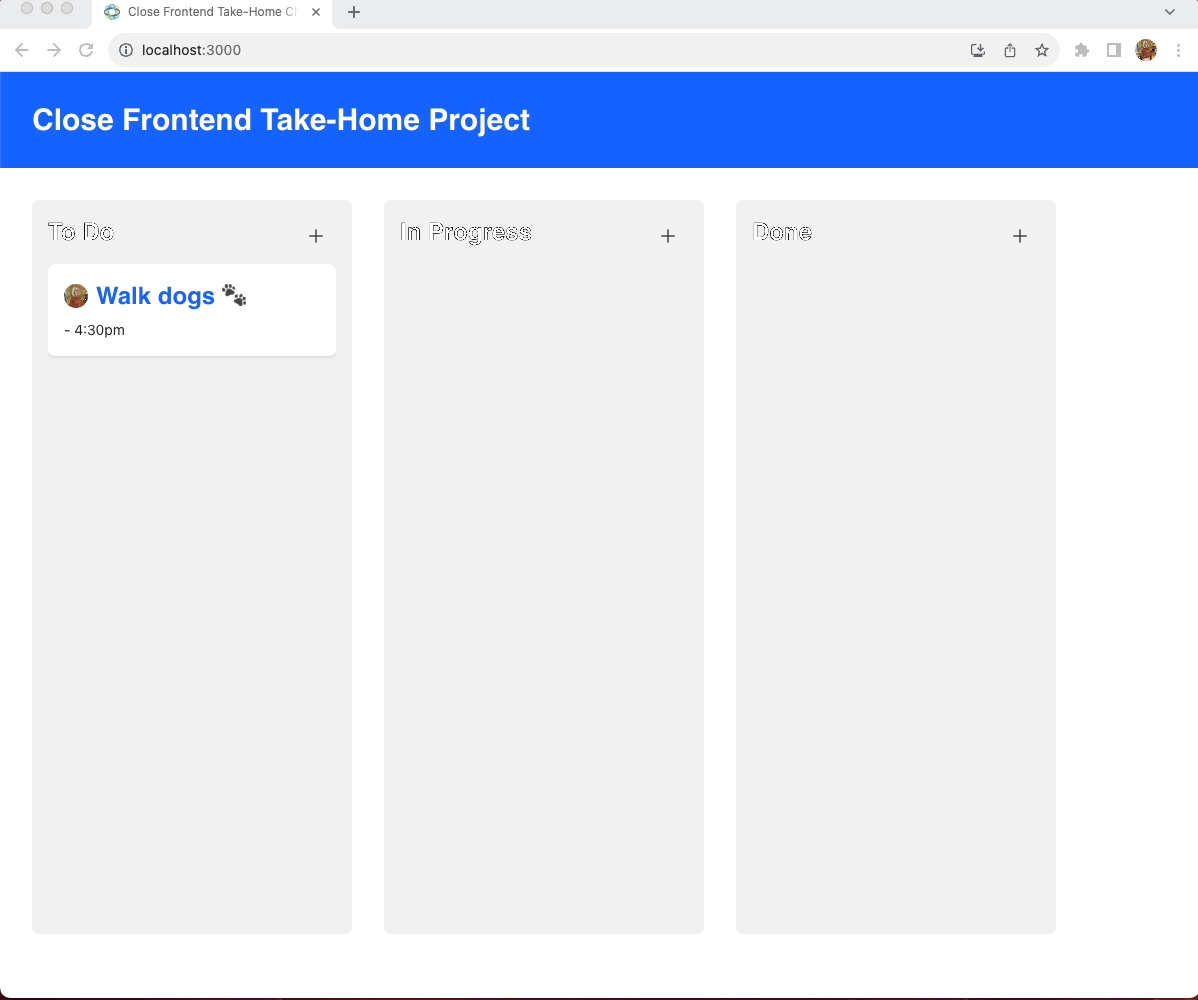 Close Frontend Take-Home Ch
localhost:3000
Close Frontend Take-Home Project
To Do
In Progress
Done
Walk dogs 🐾
- 4:30pm